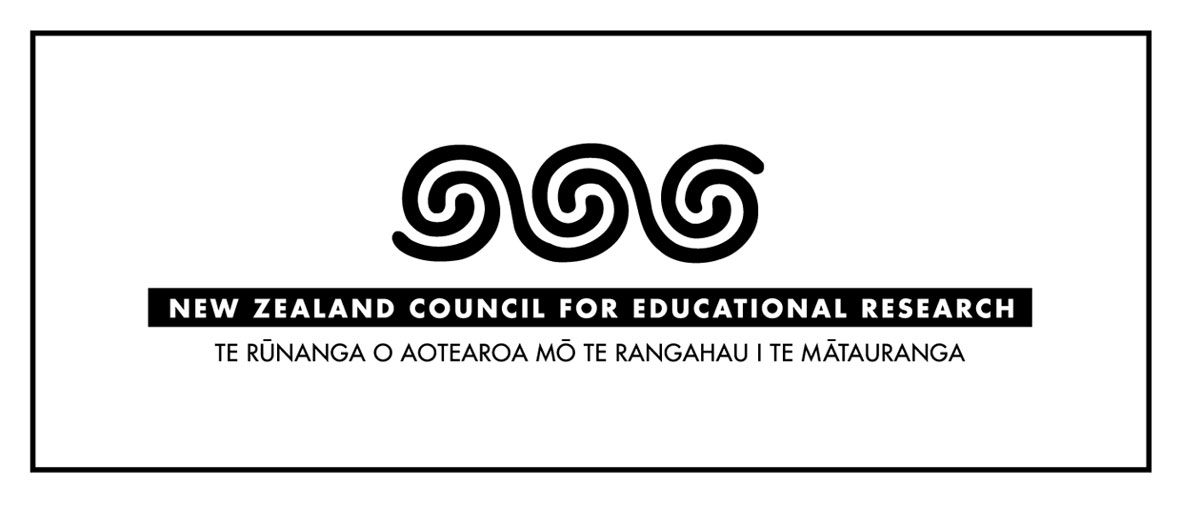 NEW ZEALAND COUNCIL FOR EDUCATIONAL RESEARCH
TE RŪNANGA O AOTEAROA MŌ TE RANGAHAU I TE MĀTAURANGA